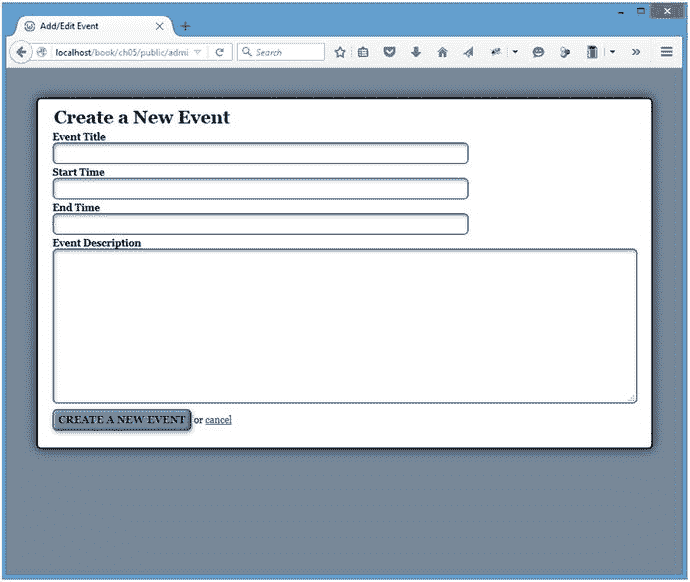 Add/Edit Event
localhost/book/ch05/public/admi
Search
Create a New Event
Event Title
Start Time
End Time
Event Description
CREATE A NEW EVENT or cancel